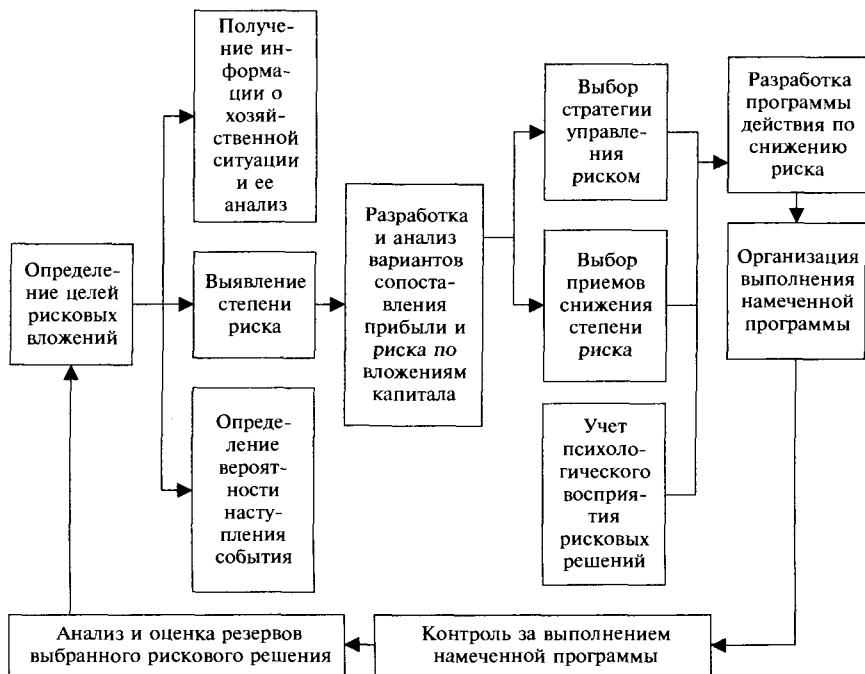 Получе-
ние ин-
форма-
ции о
хозяй-
ственной
ситуации
и ее
анализ
Выбор
стратегии
управле-
ния
риском
Разработка
программы
действия по
снижению
риска
Определе-
ние целей
рисковых
вложений
Выявление
степени
риска
Разработка
и анализ
вариантов
сопоста-
вления
прибыли и
риска по
вложениям
капитала
Выбор
приемов
снижения
степени
риска
Организация
выполнения
намеченной
программы
Опреде-
ление
вероят-
ности
насту-
пления
события
Учет
психоло-
гического
восприя-
тия
рисковых
решений
Анализ и оценка резервов
выбранного рискового решения
Контроль за выполнением
намеченной программы